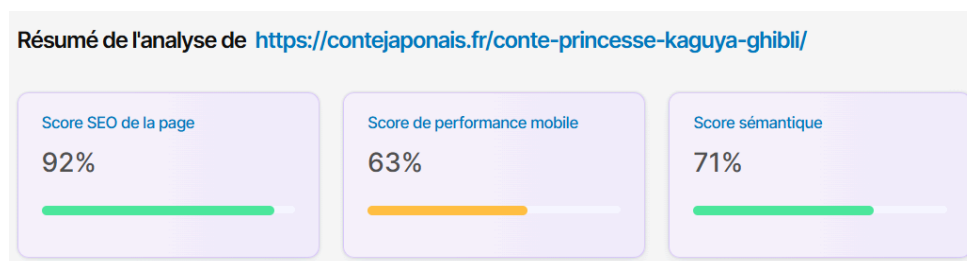 Résumé de l'analyse de https://contejaponais.fr/conte-princesse-kaguya-ghibli/
Score SEO de la page
92%
Score de performance mobile
63%
Score sémantique
71%